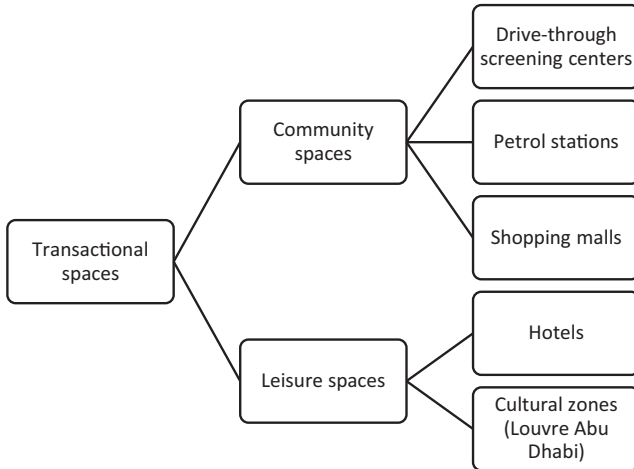 Drive-through
screening centers
Community
spaces
Petrol stations
Shopping malls
Transactional
spaces
Hotels
Leisure spaces
Cultural zones
(Louvre Abu
Dhabi)